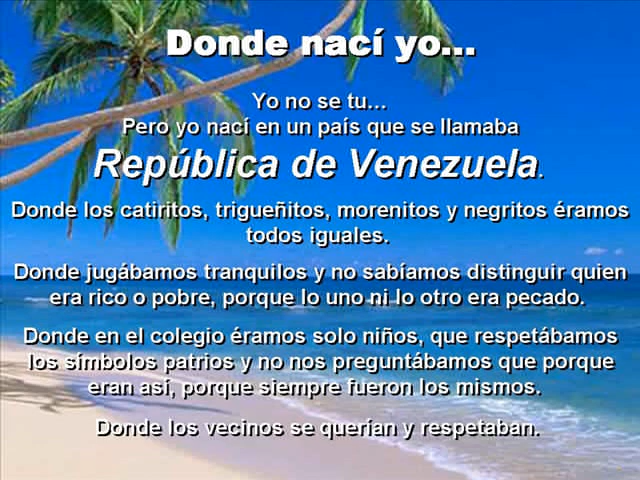 Donde nací yo...
Yo no se tu...
Pero yo nací en un país que se llamaba
República de Venezuela.
Donde los catiritos, trigueñitos, morenitos y negritos éramos
todos iguales.
Donde jugábamos tranquilos y no sabíamos distinguir quien
era rico o pobre, porque lo uno ni lo otro era pecado.
Donde en el colegio éramos solo niños, que respetábamos
los símbolos patrios y no nos preguntábamos que porque
eran así, porque siempre fueron los mismos.
Donde los vecinos se querían y respetaban.